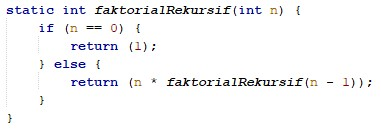 static int faktorialRekursif(int n) {
if (n == 0) {
return (1);
} else {
return (n * faktorialRekursif(n - 1));
}
}